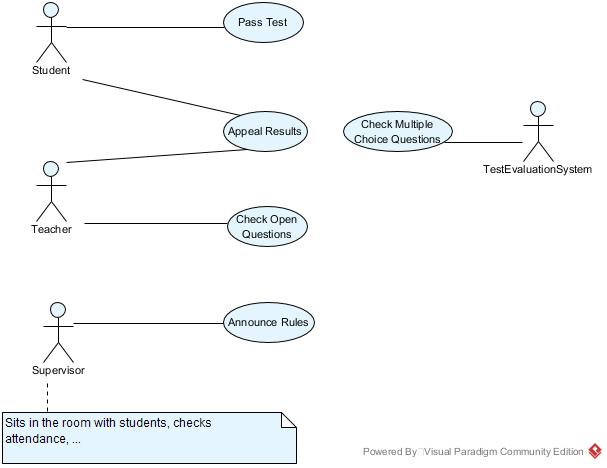 Pass Test
Student
Appeal Results
Check Multiple
Choice Questions
TestEvaluationSystem
Teacher
Check Open
Questions
Announce Rules
Supervisor
Sits in the room with students, checks
attendance, ...
Powered By Visual Paradigm Community Edition